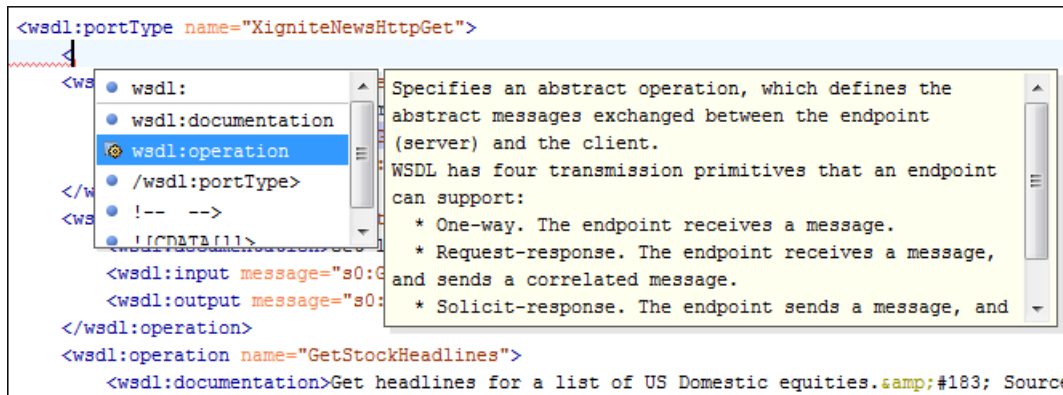 <wsdl:portType name="XigniteNewsHttpGet">
<
<ws
wsdl:
wsdl:documentation
wsdl:operation
/wsdl:portType>
!-- -->
![CDATA[]]>
Specifies an abstract operation, which defines the
abstract messages exchanged between the endpoint
(server) and the client.
WSDL has four transmission primitives that an endpoint
can support:
* One-way. The endpoint receives a message.
* Request-response. The endpoint receives a message,
and sends a correlated message.
* Solicit-response. The endpoint sends a message, and
</w
<ws
<wsdl:input message="s0:G
<wsdl:output message="s0:
</wsdl:operation>
<wsdl:operation name="GetStockHeadlines">
<wsdl:documentation>Get headlines for a list of US Domestic equities.&amp;#183; Source